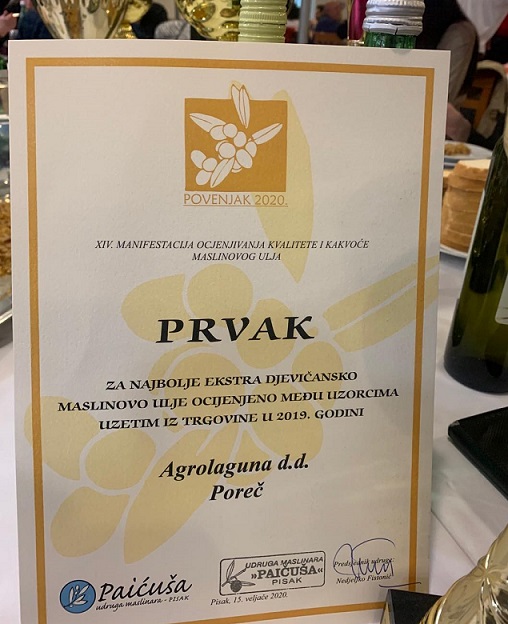 POVENJAK 2020.
XIV. MANIFESTACIJA OCJENJIVANJA KVALITETE I KAKVOĆE
MASLINOVOG ULJA
PRVAK
ZA NAJBOLJE EKSTRA DJEVIČANSKO
MASLINOVO ULJE OCIJENJENO MEĐU UZORCIMA
UZETIM IZ TRGOVINE U 2019. GODINI
Agrolaguna d.d.
Poreč
Paićuša
udruga maslinara - PISAK
UDRUGA MASLINARA
»PAIĆUŠA«
PISAK
Pisak, 15. veljače 2020.
Predsjednik udruge:
Nedjeljko Fistonić